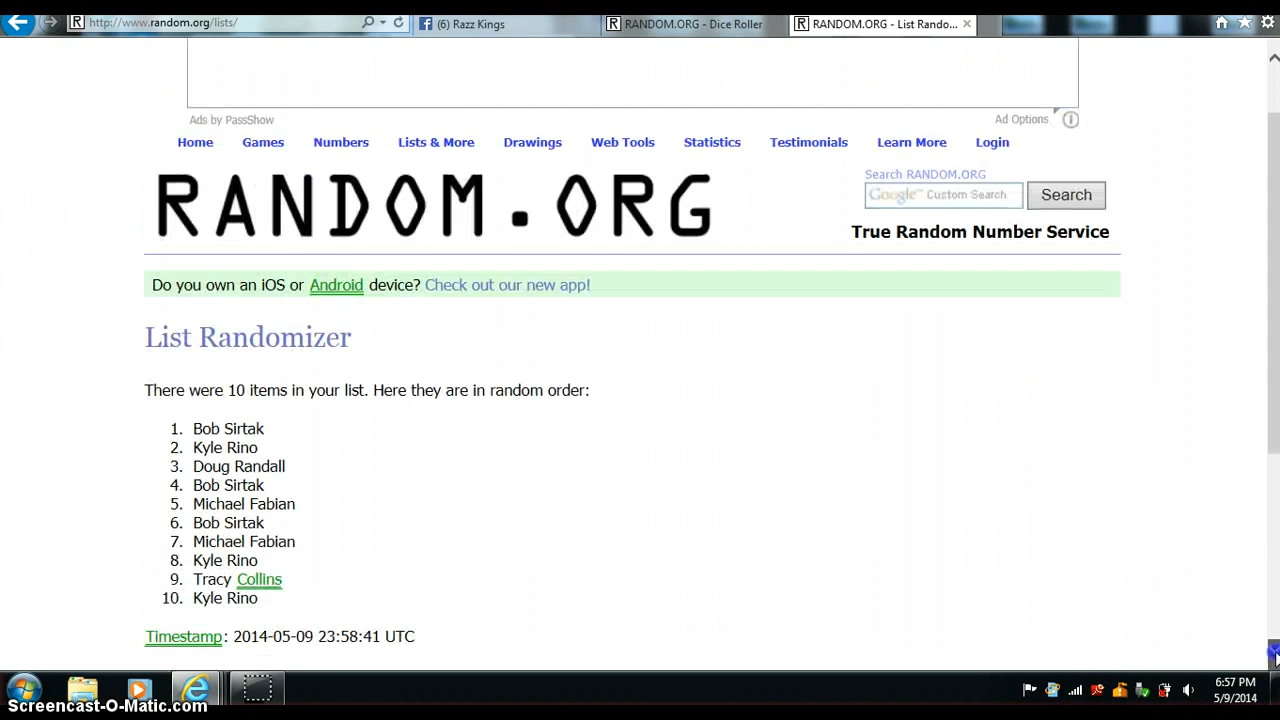 http://www.random.org/lists/
(6) Razz Kings
RANDOM.ORG - Dice Roller
RANDOM.ORG - List Rando...
Ads by PassShow
Ad Options
Home Games Numbers Lists & More Drawings Web Tools Statistics Testimonials Learn More Login
RANDOM.ORG
Search RANDOM.ORG
Google™ Custom Search
Search
True Random Number Service
Do you own an iOS or Android device? Check out our new app!
List Randomizer
There were 10 items in your list. Here they are in random order:
1. Bob Sirtak
2. Kyle Rino
3. Doug Randall
4. Bob Sirtak
5. Michael Fabian
6. Bob Sirtak
7. Michael Fabian
8. Kyle Rino
9. Tracy Collins
10. Kyle Rino
Timestamp: 2014-05-09 23:58:41 UTC
6:57 PM
5/9/2014
Screencast-O-Matic.com